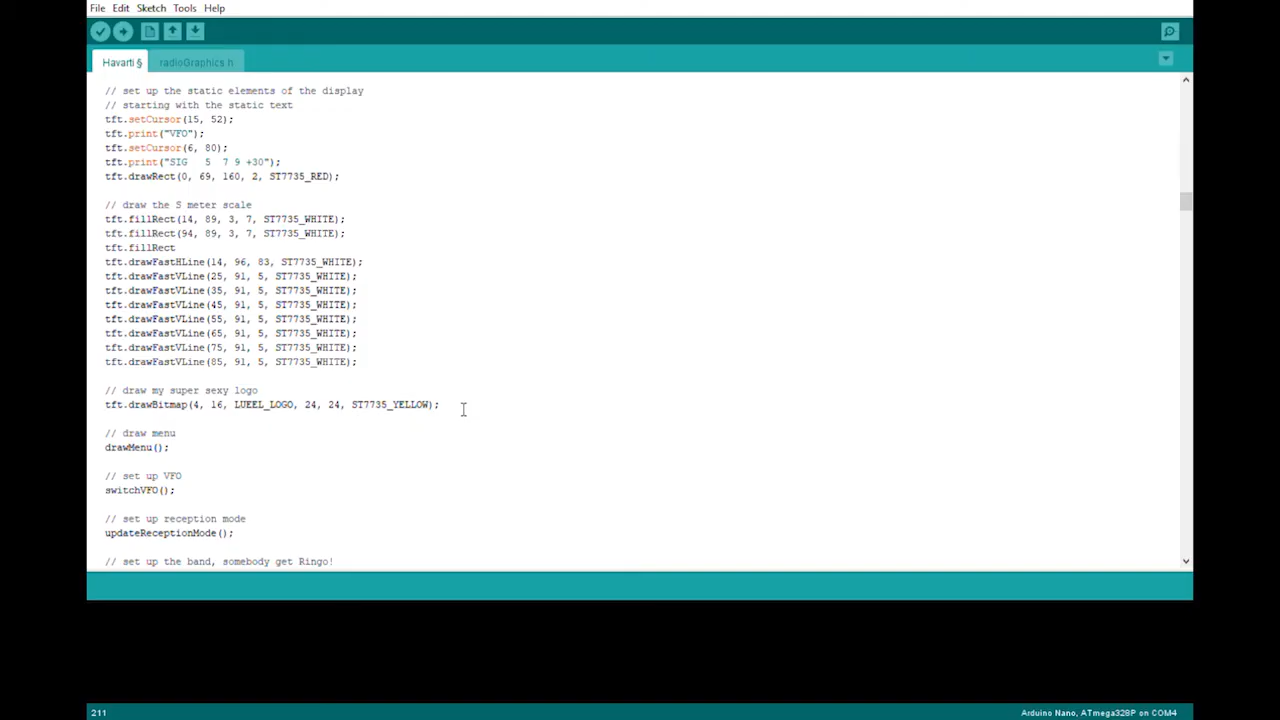 File Edit Sketch Tools Help
Havarti § radioGraphics.h
// set up the static elements of the display
// starting with the static text
tft.setCursor(15, 52);
tft.print("VFO");
tft.setCursor(6, 80);
tft.print("SIG   5  7 9 +30");
tft.drawRect(0, 69, 160, 2, ST7735_RED);
// draw the S meter scale
tft.fillRect(14, 89, 3, 7, ST7735_WHITE);
tft.fillRect(94, 89, 3, 7, ST7735_WHITE);
tft.fillRect
tft.drawFastHLine(14, 96, 83, ST7735_WHITE);
tft.drawFastVLine(25, 91, 5, ST7735_WHITE);
tft.drawFastVLine(35, 91, 5, ST7735_WHITE);
tft.drawFastVLine(45, 91, 5, ST7735_WHITE);
tft.drawFastVLine(55, 91, 5, ST7735_WHITE);
tft.drawFastVLine(65, 91, 5, ST7735_WHITE);
tft.drawFastVLine(75, 91, 5, ST7735_WHITE);
tft.drawFastVLine(85, 91, 5, ST7735_WHITE);
// draw my super sexy logo
tft.drawBitmap(4, 16, LUEEL_LOGO, 24, 24, ST7735_YELLOW);
// draw menu
drawMenu();
// set up VFO
switchVFO();
// set up reception mode
updateReceptionMode();
// set up the band, somebody get Ringo!
211 Arduino Nano, ATmega328P on COM4